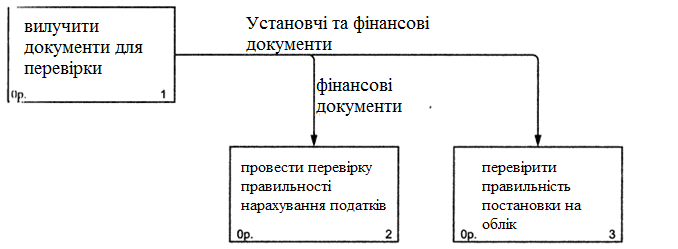 вилучити
документи для
перевірки
0р. 1
Установчі та фінансові
документи
фінансові
документи
провести перевірку
правильності
нарахування податків
0р. 2
перевірити
правильність
постановки на
облік
0р. 3